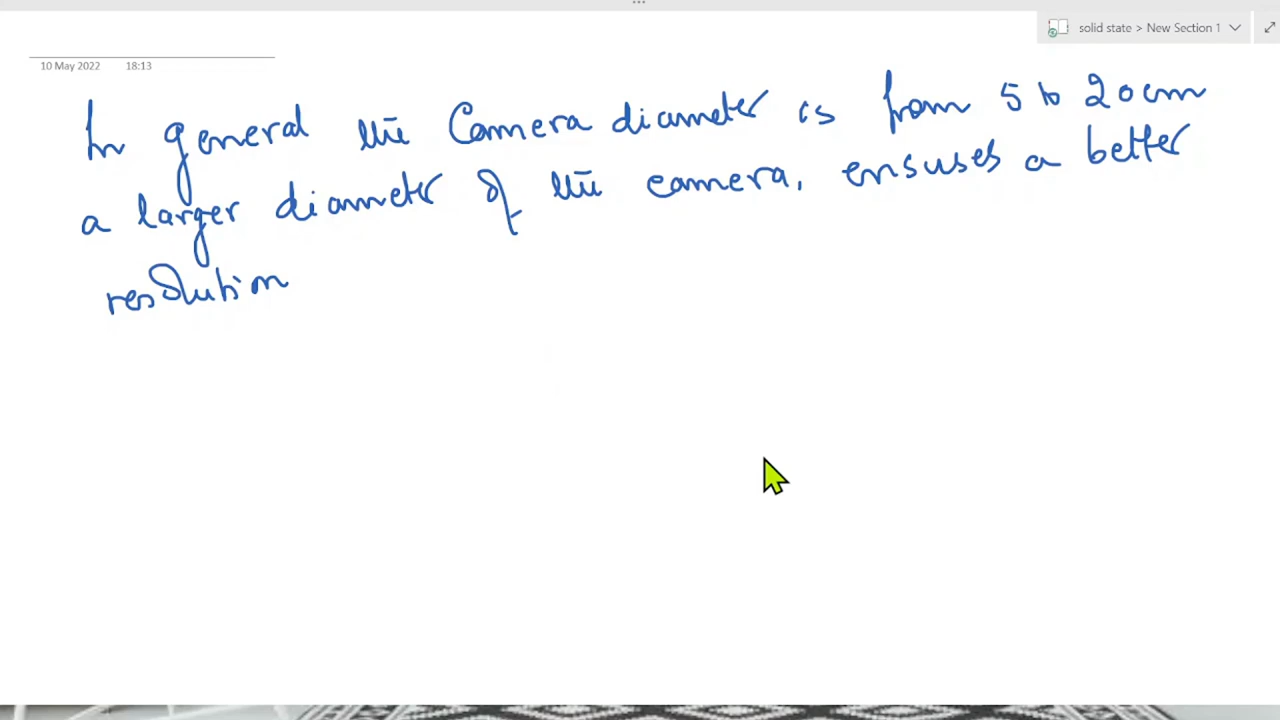 solid state > New Section 1
10 May 2022 18:13
In general the Camera diameter is from 5 to 20cm
a larger diameter of the camera, ensuses a better
resolution